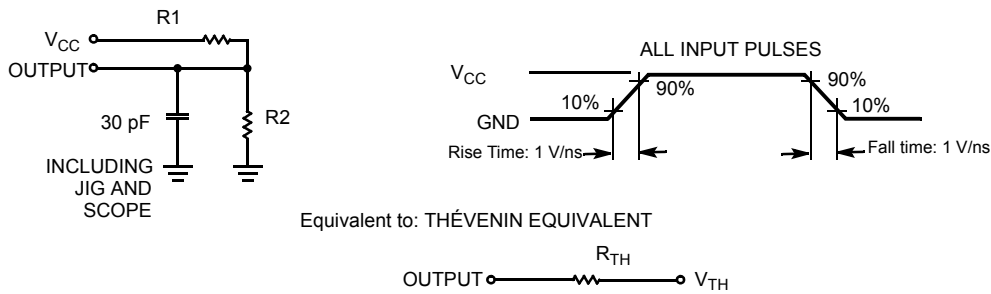 R1
VCC
OUTPUT
30 pF
R2
INCLUDING
JIG AND
SCOPE
ALL INPUT PULSES
VCC
GND
10%
90%
90%
10%
Rise Time: 1 V/ns
Fall time: 1 V/ns
Equivalent to: THÉVENIN EQUIVALENT
RTH
OUTPUT
VTH